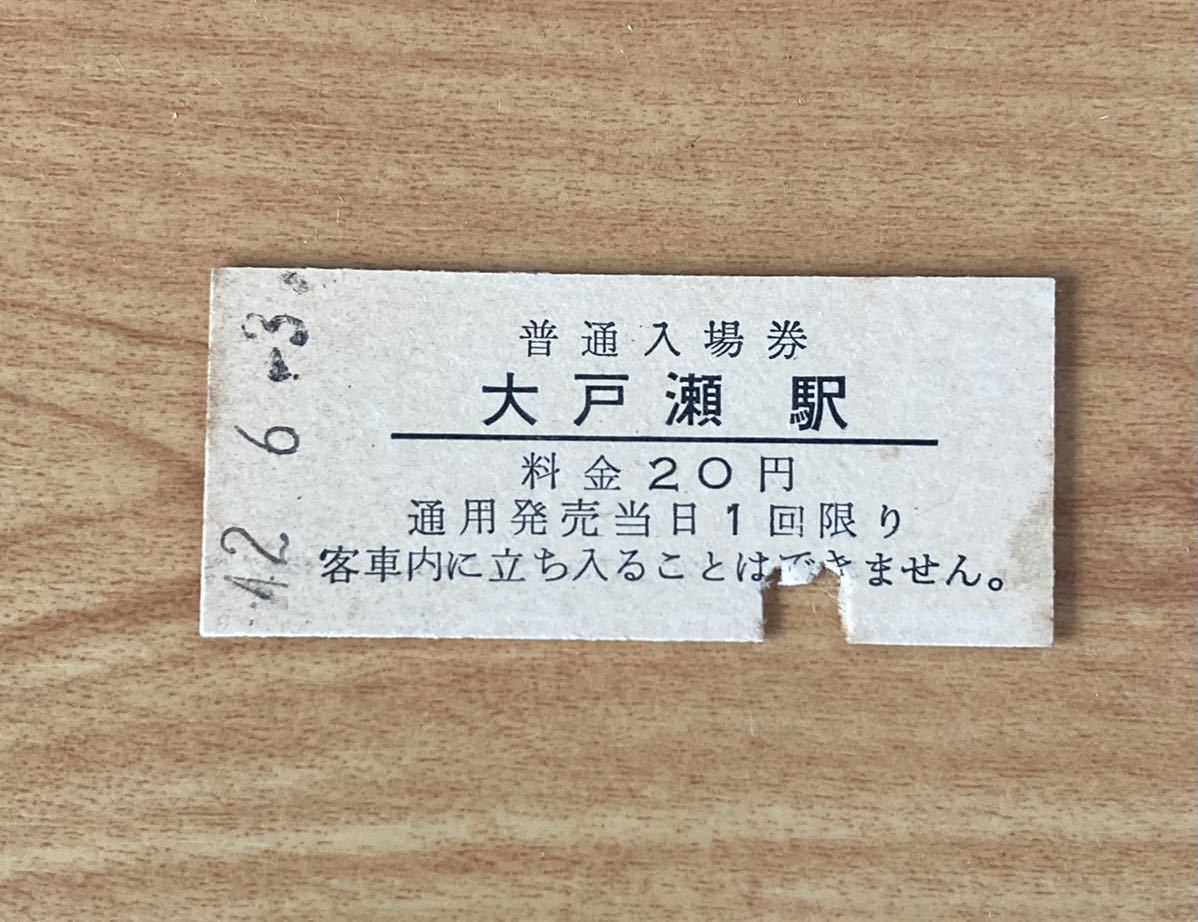 42 6 -3
普通入場券
大戸瀬 駅
料金20円
通用発売当日1回限り
客車内に立ち入ることはできません。